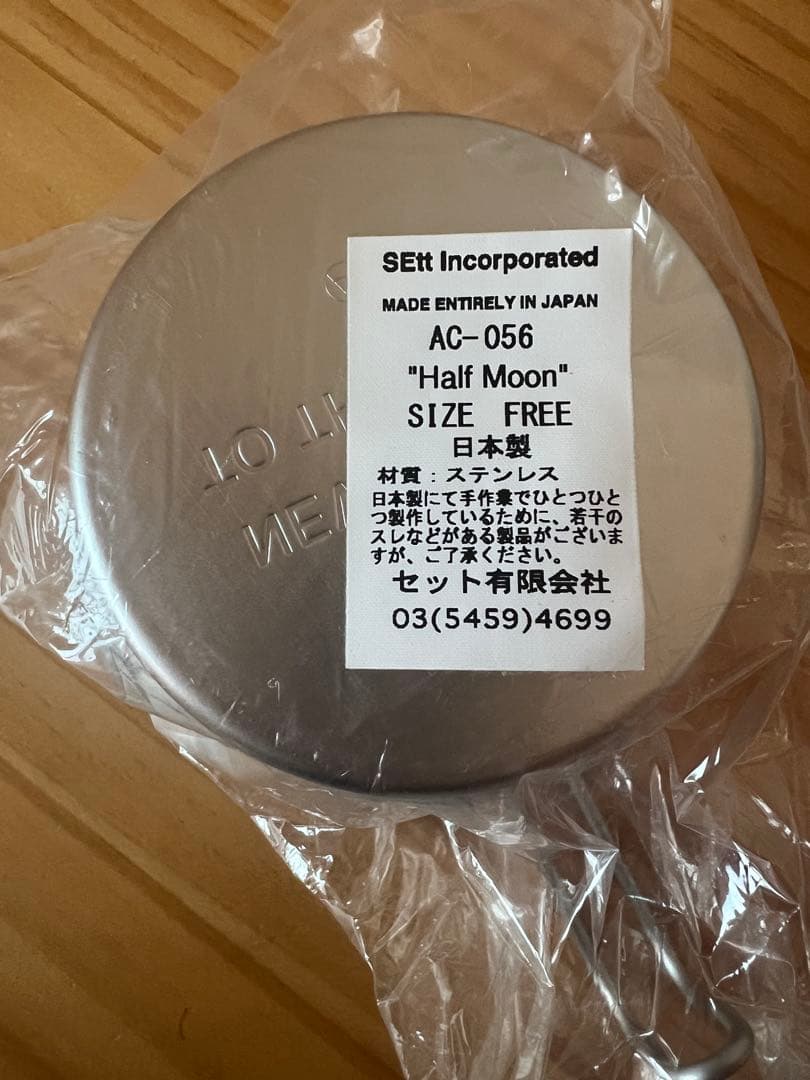 SEtt Incorporated
MADE ENTIRELY IN JAPAN
AC-056
"Half Moon"
SIZE FREE
日本製
材質：ステンレス
日本製にて手作業でひとつひと
つ製作しているために、若干の
スレなどがある製品がございま
すが、ご了承ください。
セット有限会社
03(5459)4699